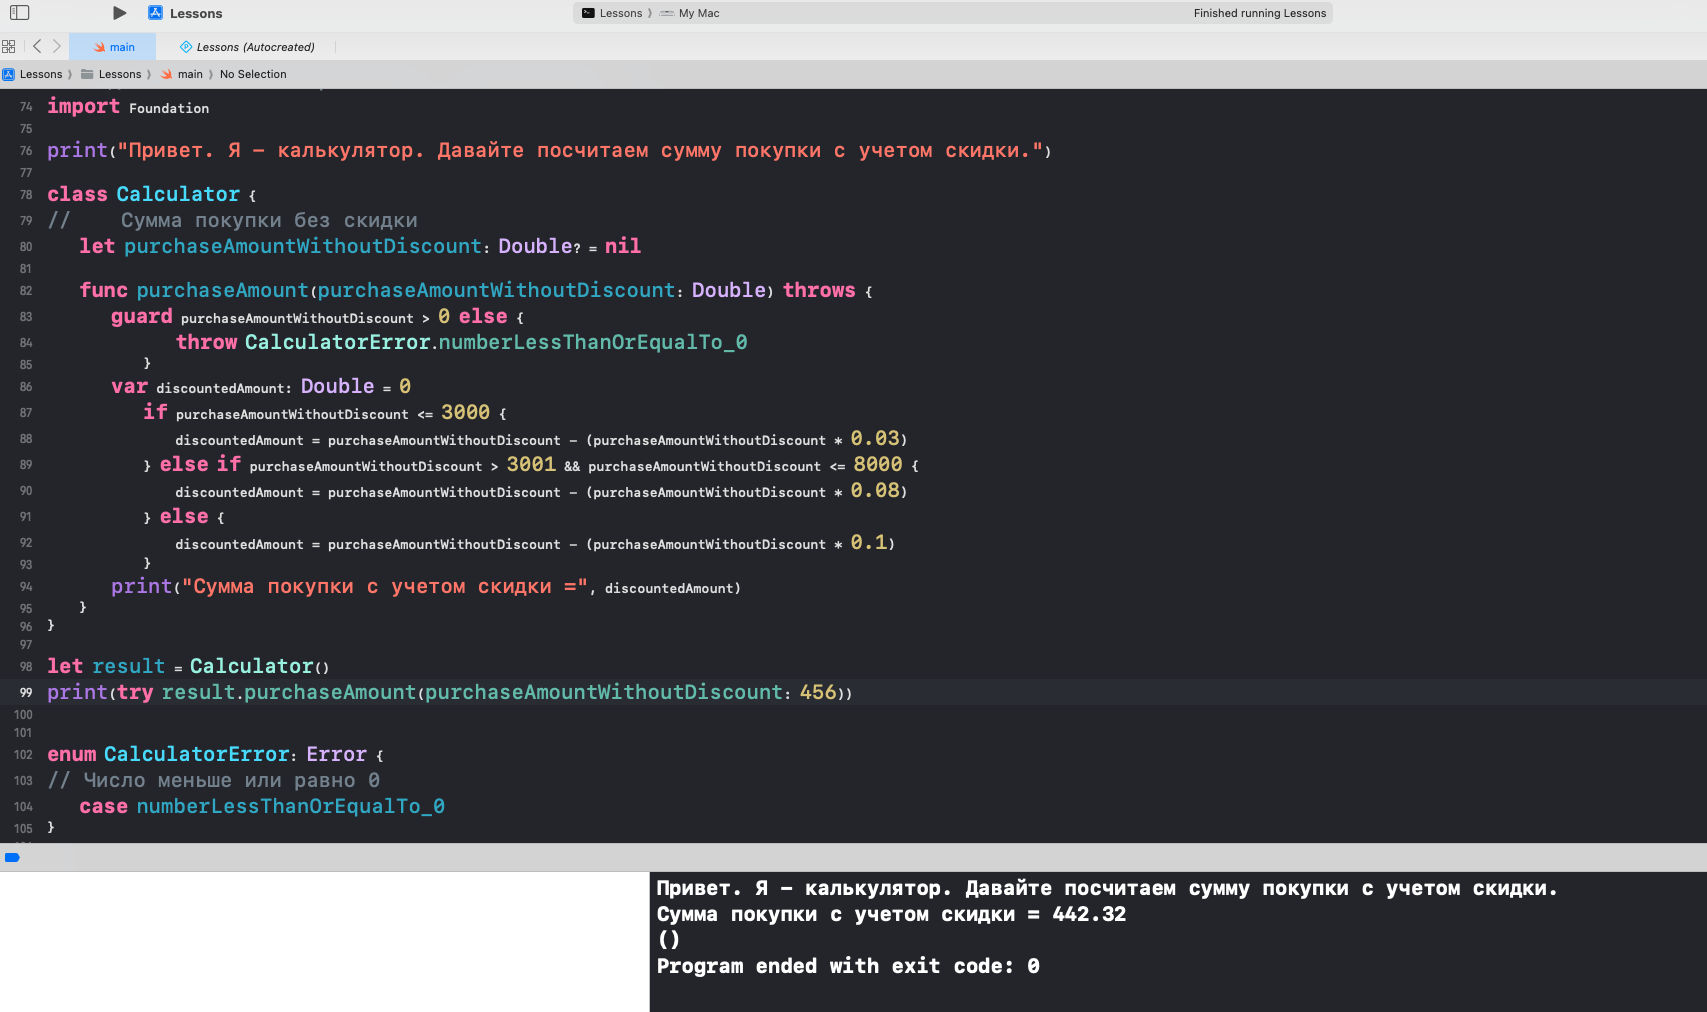 Lessons
Lessons 〉 My Mac
Finished running Lessons
main
Lessons (Autocreated)
Lessons 〉 Lessons 〉 main 〉 No Selection
74 import Foundation
75
76 print("Привет. Я - калькулятор. Давайте посчитаем сумму покупки с учетом скидки.")
77
78 class Calculator {
79 //    Сумма покупки без скидки
80     let purchaseAmountWithoutDiscount: Double? = nil
81
82     func purchaseAmount(purchaseAmountWithoutDiscount: Double) throws {
83         guard purchaseAmountWithoutDiscount > 0 else {
84                 throw CalculatorError.numberLessThanOrEqualTo_0
85             }
86         var discountedAmount: Double = 0
87             if purchaseAmountWithoutDiscount <= 3000 {
88                 discountedAmount = purchaseAmountWithoutDiscount - (purchaseAmountWithoutDiscount * 0.03)
89             } else if purchaseAmountWithoutDiscount > 3001 && purchaseAmountWithoutDiscount <= 8000 {
90                 discountedAmount = purchaseAmountWithoutDiscount - (purchaseAmountWithoutDiscount * 0.08)
91             } else {
92                 discountedAmount = purchaseAmountWithoutDiscount - (purchaseAmountWithoutDiscount * 0.1)
93             }
94         print("Сумма покупки с учетом скидки =", discountedAmount)
95     }
96 }
97
98 let result = Calculator()
99 print(try result.purchaseAmount(purchaseAmountWithoutDiscount: 456))
100
101
102 enum CalculatorError: Error {
103 // Число меньше или равно 0
104     case numberLessThanOrEqualTo_0
105 }
Привет. Я - калькулятор. Давайте посчитаем сумму покупки с учетом скидки.
Сумма покупки с учетом скидки = 442.32
()
Program ended with exit code: 0